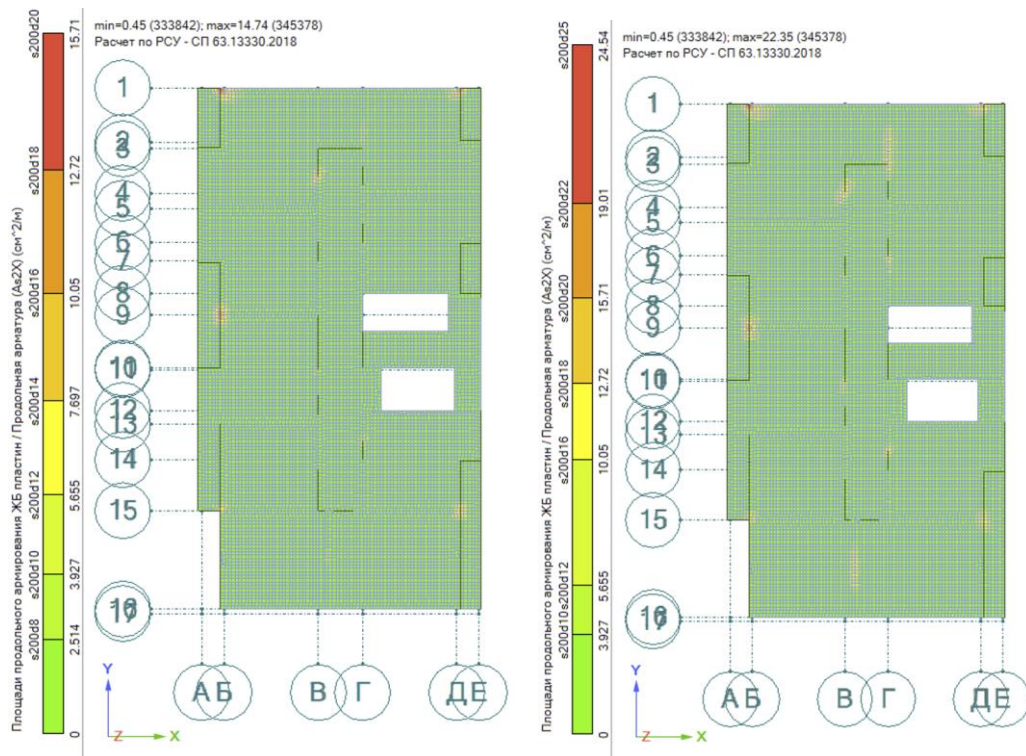 min=0.45 (333842); max=14.74 (345378)
Расчет по РСУ - СП 63.13330.2018
Площади продольного армирования ЖБ пластин / Продольная арматура (As2X) (см^2/м)
s200d20
s200d18
s200d16
s200d14
s200d12
s200d10
s200d8
15.71
12.72
10.05
7.697
5.655
3.927
2.514
0
1
2
3
4
5
6
7
8
9
10
12
13
14
15
17
А
Б
В
Г
Д
Е
Y
Z
X
min=0.45 (333842); max=22.35 (345378)
Расчет по РСУ - СП 63.13330.2018
Площади продольного армирования ЖБ пластин / Продольная арматура (As2X) (см^2/м)
s200d25
s200d22
s200d20
s200d18
s200d16
s200d12
s200d10
24.54
19.01
15.71
12.72
10.05
5.655
3.927
0
1
2
3
4
5
6
7
8
9
10
12
13
14
15
17
А
Б
В
Г
Д
Е
Y
Z
X